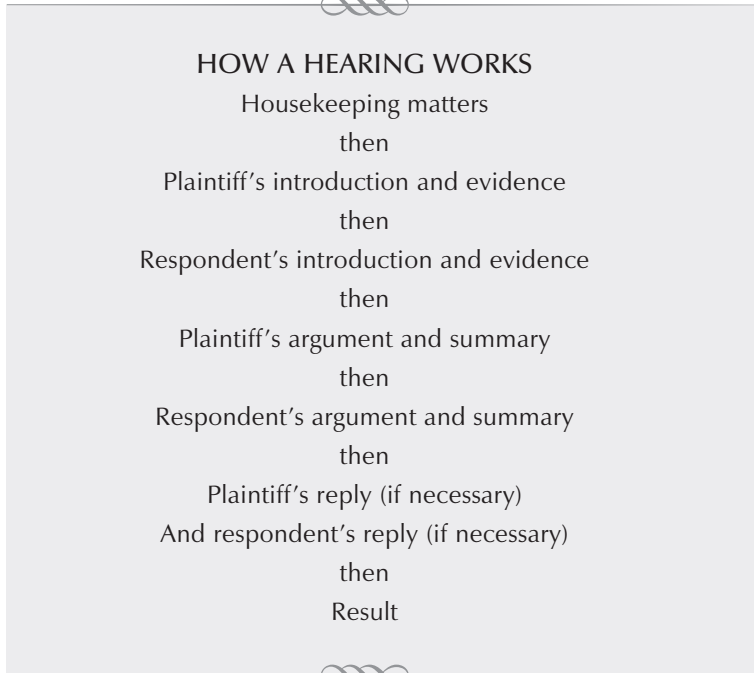 HOW A HEARING WORKS
Housekeeping matters
then
Plaintiff’s introduction and evidence
then
Respondent’s introduction and evidence
then
Plaintiff’s argument and summary
then
Respondent’s argument and summary
then
Plaintiff’s reply (if necessary)
And respondent’s reply (if necessary)
then
Result